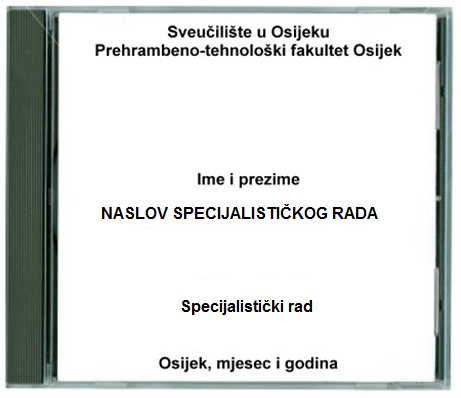 Sveučilište u Osijeku
Prehrambeno-tehnološki fakultet Osijek
Ime i prezime
NASLOV SPECIJALISTIČKOG RADA
Specijalistički rad
Osijek, mjesec i godina